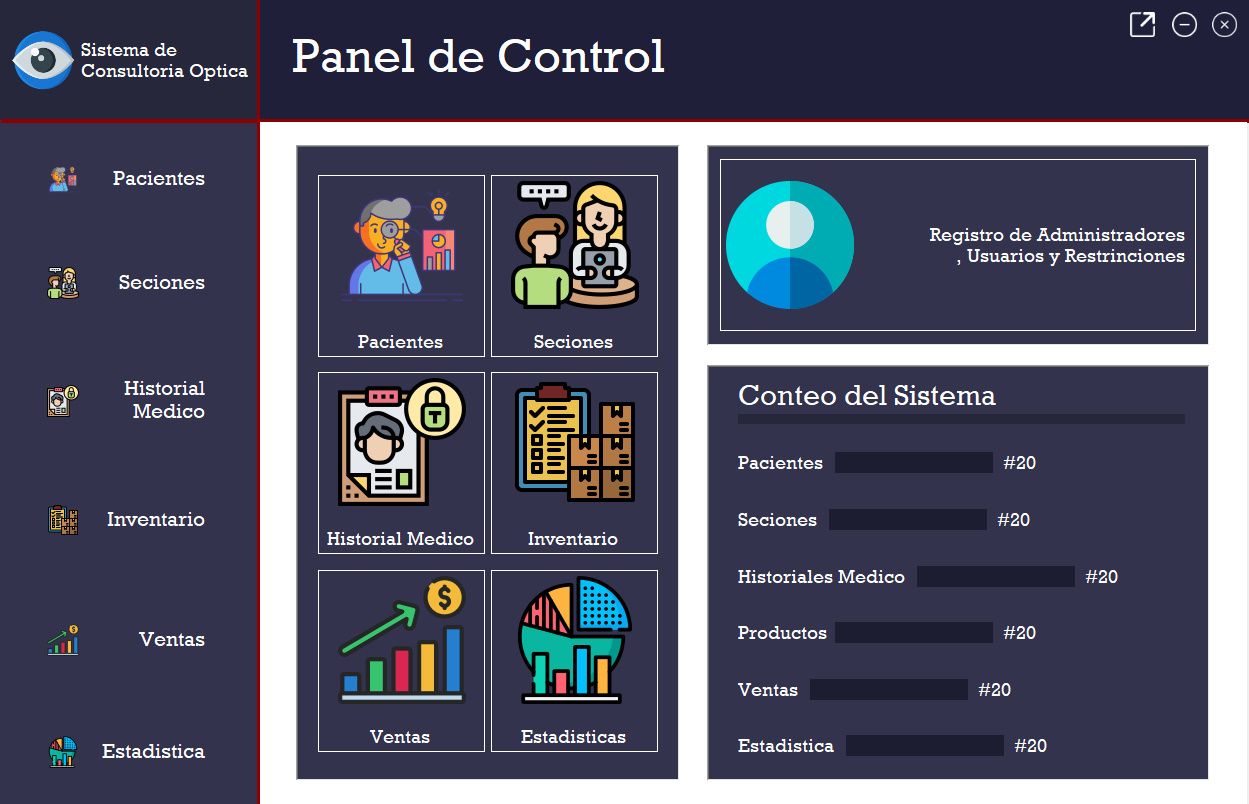 Sistema de
Consultoria Optica
Panel de Control
Pacientes
Seciones
Historial
Medico
Inventario
Ventas
Estadistica
Pacientes
Seciones
Historial Medico
Inventario
Ventas
Estadisticas
Registro de Administradores
, Usuarios y Restrinciones
Conteo del Sistema
Pacientes #20
Seciones #20
Historiales Medico #20
Productos #20
Ventas #20
Estadistica #20